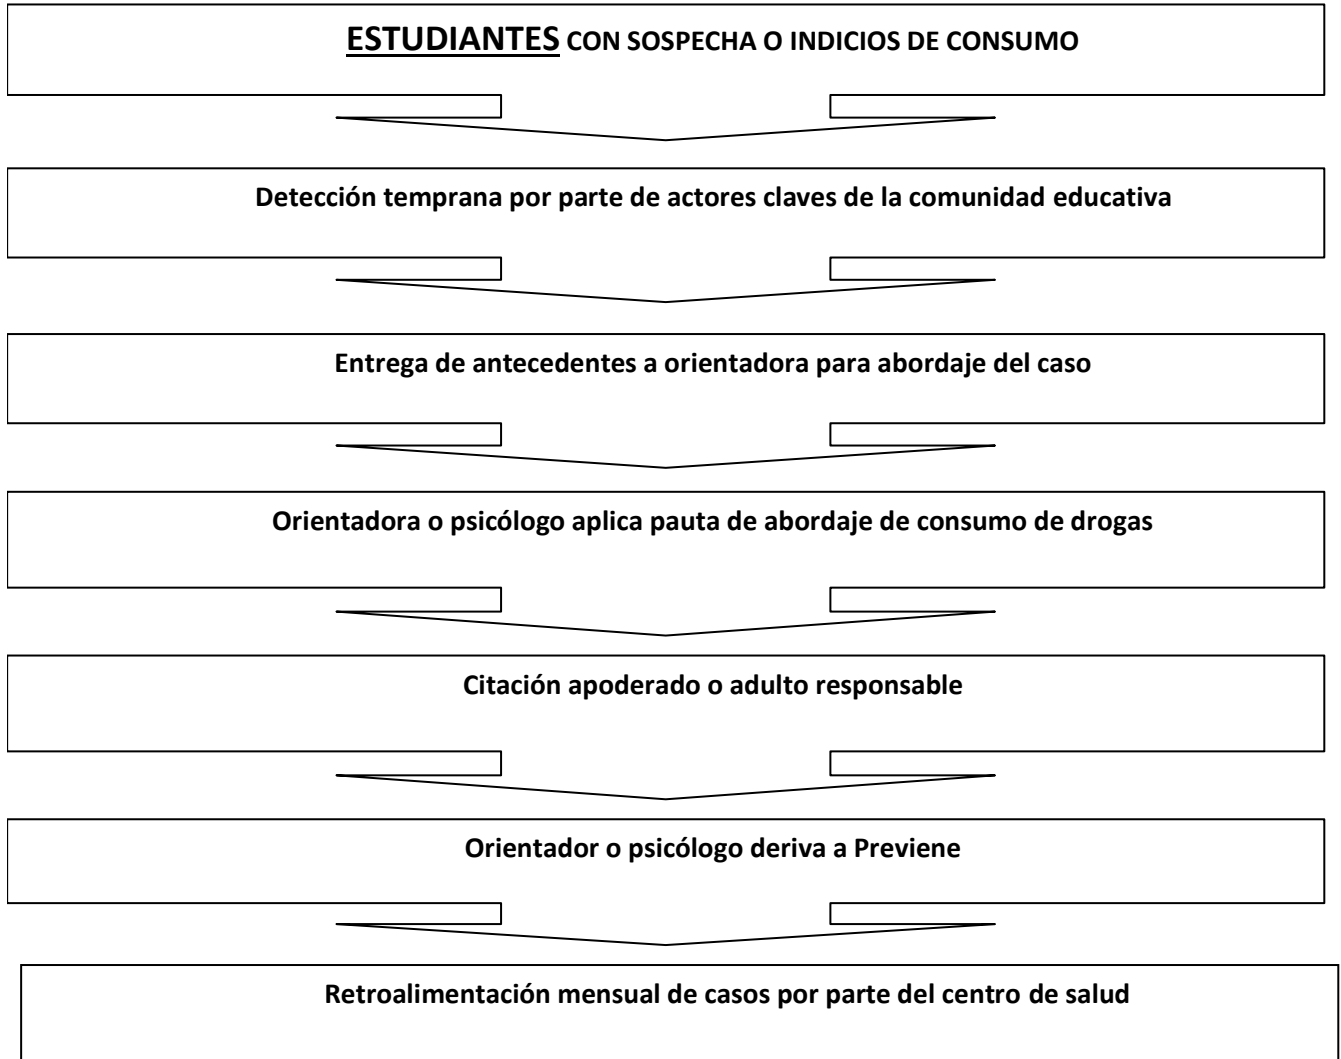 ESTUDIANTES CON SOSPECHA O INDICIOS DE CONSUMO
Detección temprana por parte de actores claves de la comunidad educativa
Entrega de antecedentes a orientadora para abordaje del caso
Orientadora o psicólogo aplica pauta de abordaje de consumo de drogas
Citación apoderado o adulto responsable
Orientador o psicólogo deriva a Previene
Retroalimentación mensual de casos por parte del centro de salud